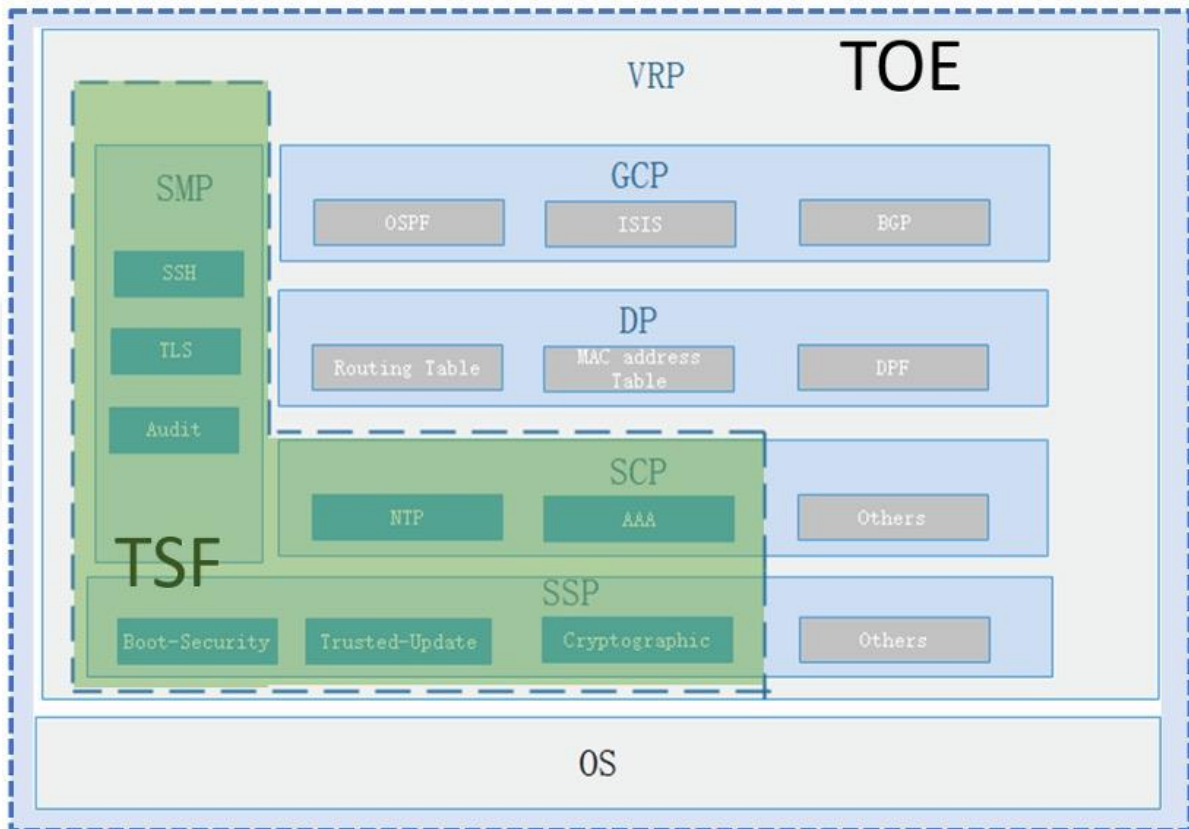 TOE
VRP
SMP
SSH
TLS
Audit
GCP
OSPF
ISIS
BGP
DP
Routing Table
MAC address
Table
DPF
SCP
NTP
AAA
Others
TSF
SSP
Boot-Security
Trusted-Update
Cryptographic
Others
OS